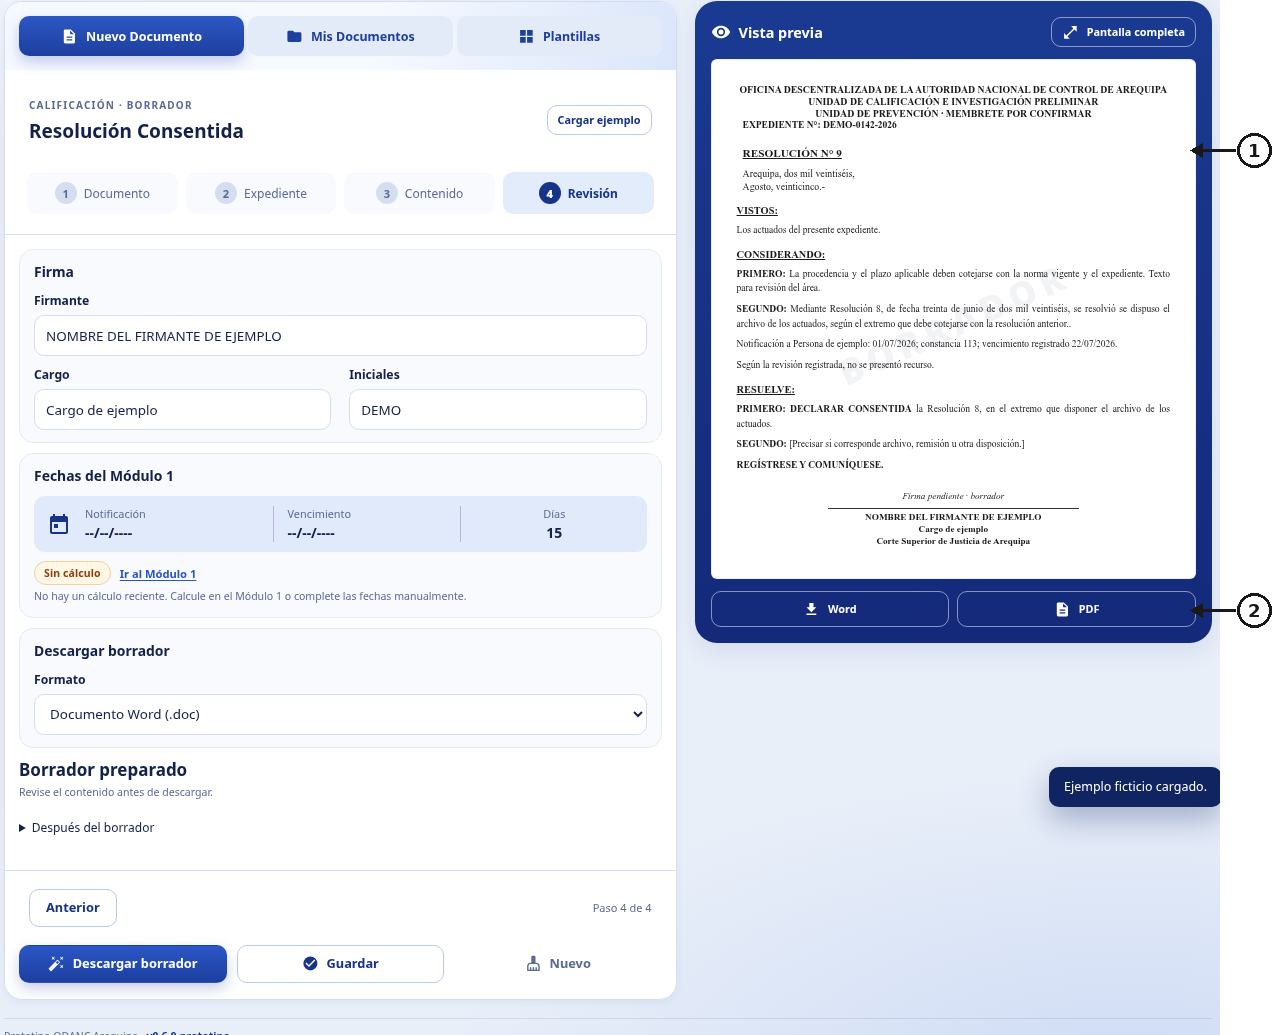 Nuevo Documento
Mis Documentos
Plantillas
CALIFICACIÓN · BORRADOR
Resolución Consentida
Cargar ejemplo
1 Documento
2 Expediente
3 Contenido
4 Revisión
Firma
Firmante
NOMBRE DEL FIRMANTE DE EJEMPLO
Cargo
Iniciales
Cargo de ejemplo
DEMO
Fechas del Módulo 1
Notificación
--/--/----
Vencimiento
--/--/----
Días
15
Sin cálculo
Ir al Módulo 1
No hay un cálculo reciente. Calcule en el Módulo 1 o complete las fechas manualmente.
Descargar borrador
Formato
Documento Word (.doc)
Borrador preparado
Revise el contenido antes de descargar.
Después del borrador
Anterior
Paso 4 de 4
Descargar borrador
Guardar
Nuevo
Vista previa
Pantalla completa
OFICINA DESCENTRALIZADA DE LA AUTORIDAD NACIONAL DE CONTROL DE AREQUIPA
UNIDAD DE CALIFICACIÓN E INVESTIGACIÓN PRELIMINAR
UNIDAD DE PREVENCIÓN · MEMBRETE POR CONFIRMAR
EXPEDIENTE N°: DEMO-0142-2026
RESOLUCIÓN N° 9
Arequipa, dos mil veintiséis,
Agosto, veinticinco.-
VISTOS:
Los actuados del presente expediente.
CONSIDERANDO:
PRIMERO: La procedencia y el plazo aplicable deben cotejarse con la norma vigente y el expediente. Texto
para revisión del área.
SEGUNDO: Mediante Resolución 8, de fecha treinta de junio de dos mil veintiséis, se resolvió se dispuso el
archivo de los actuados, según el extremo que debe cotejarse con la resolución anterior..
Notificación a Persona de ejemplo: 01/07/2026; constancia 113; vencimiento registrado 22/07/2026.
Según la revisión registrada, no se presentó recurso.
BORRADOR
RESUELVE:
PRIMERO: DECLARAR CONSENTIDA la Resolución 8, en el extremo que disponer el archivo de los
actuados.
SEGUNDO: [Precisar si corresponde archivo, remisión u otra disposición.]
REGÍSTRESE Y COMUNÍQUESE.
Firma pendiente · borrador
NOMBRE DEL FIRMANTE DE EJEMPLO
Cargo de ejemplo
Corte Superior de Justicia de Arequipa
Word
PDF
1
2
Ejemplo ficticio cargado.